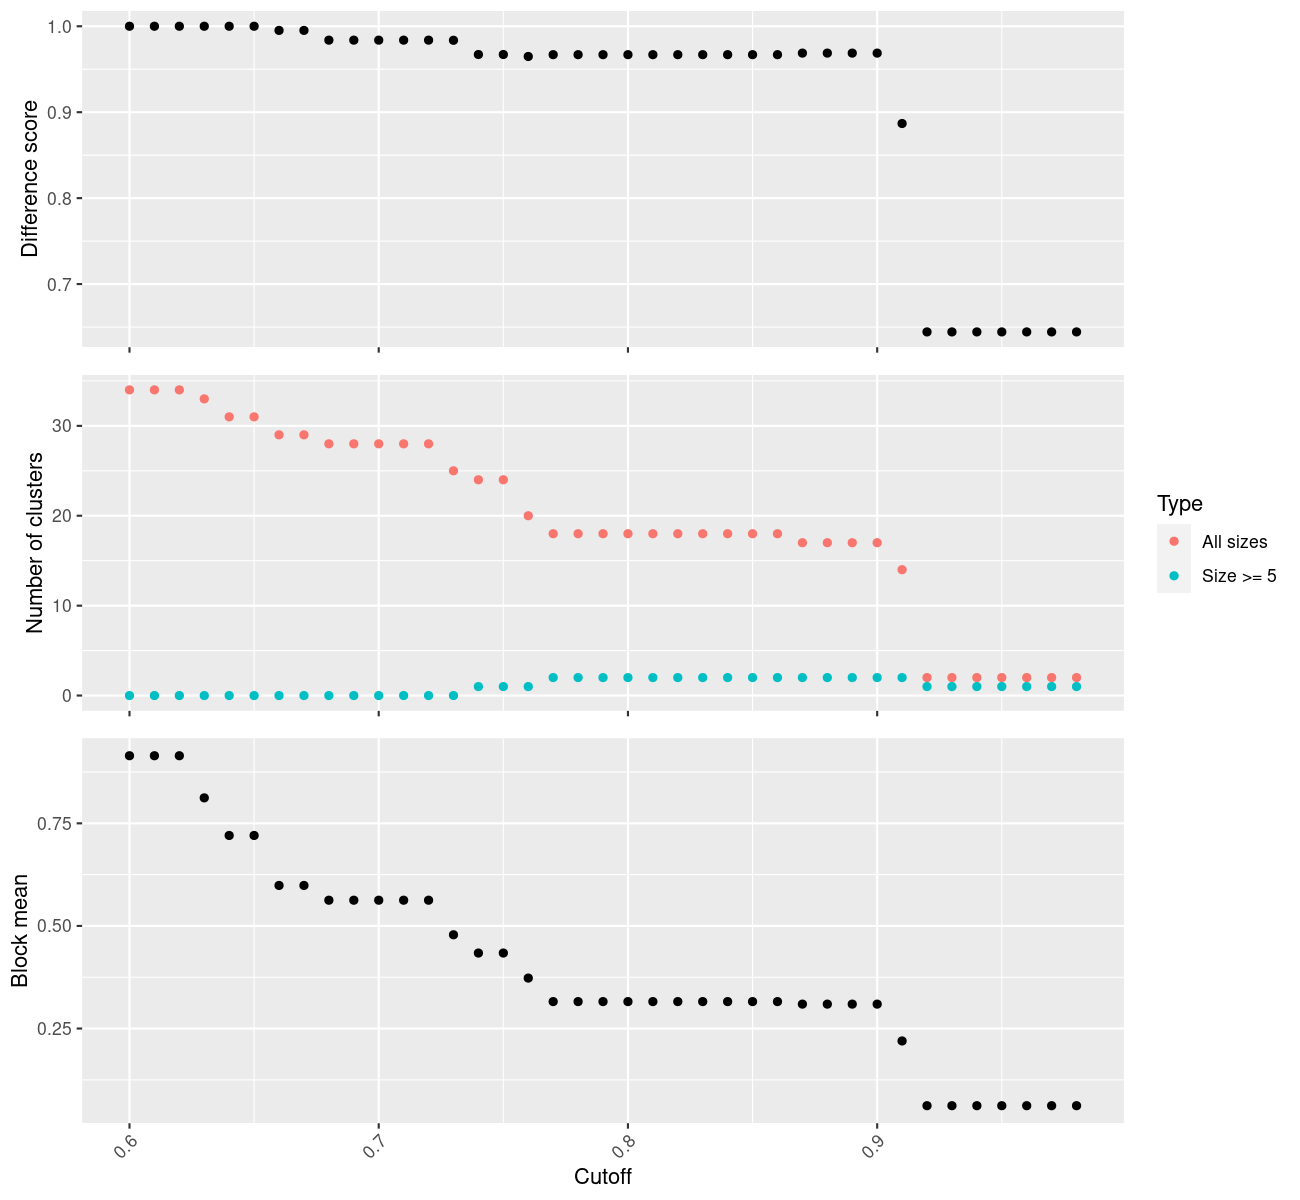 Difference score
1.0
0.9
0.8
0.7
Number of clusters
30
20
10
0
Type
All sizes
Size >= 5
Block mean
0.75
0.50
0.25
0.6
0.7
0.8
0.9
Cutoff